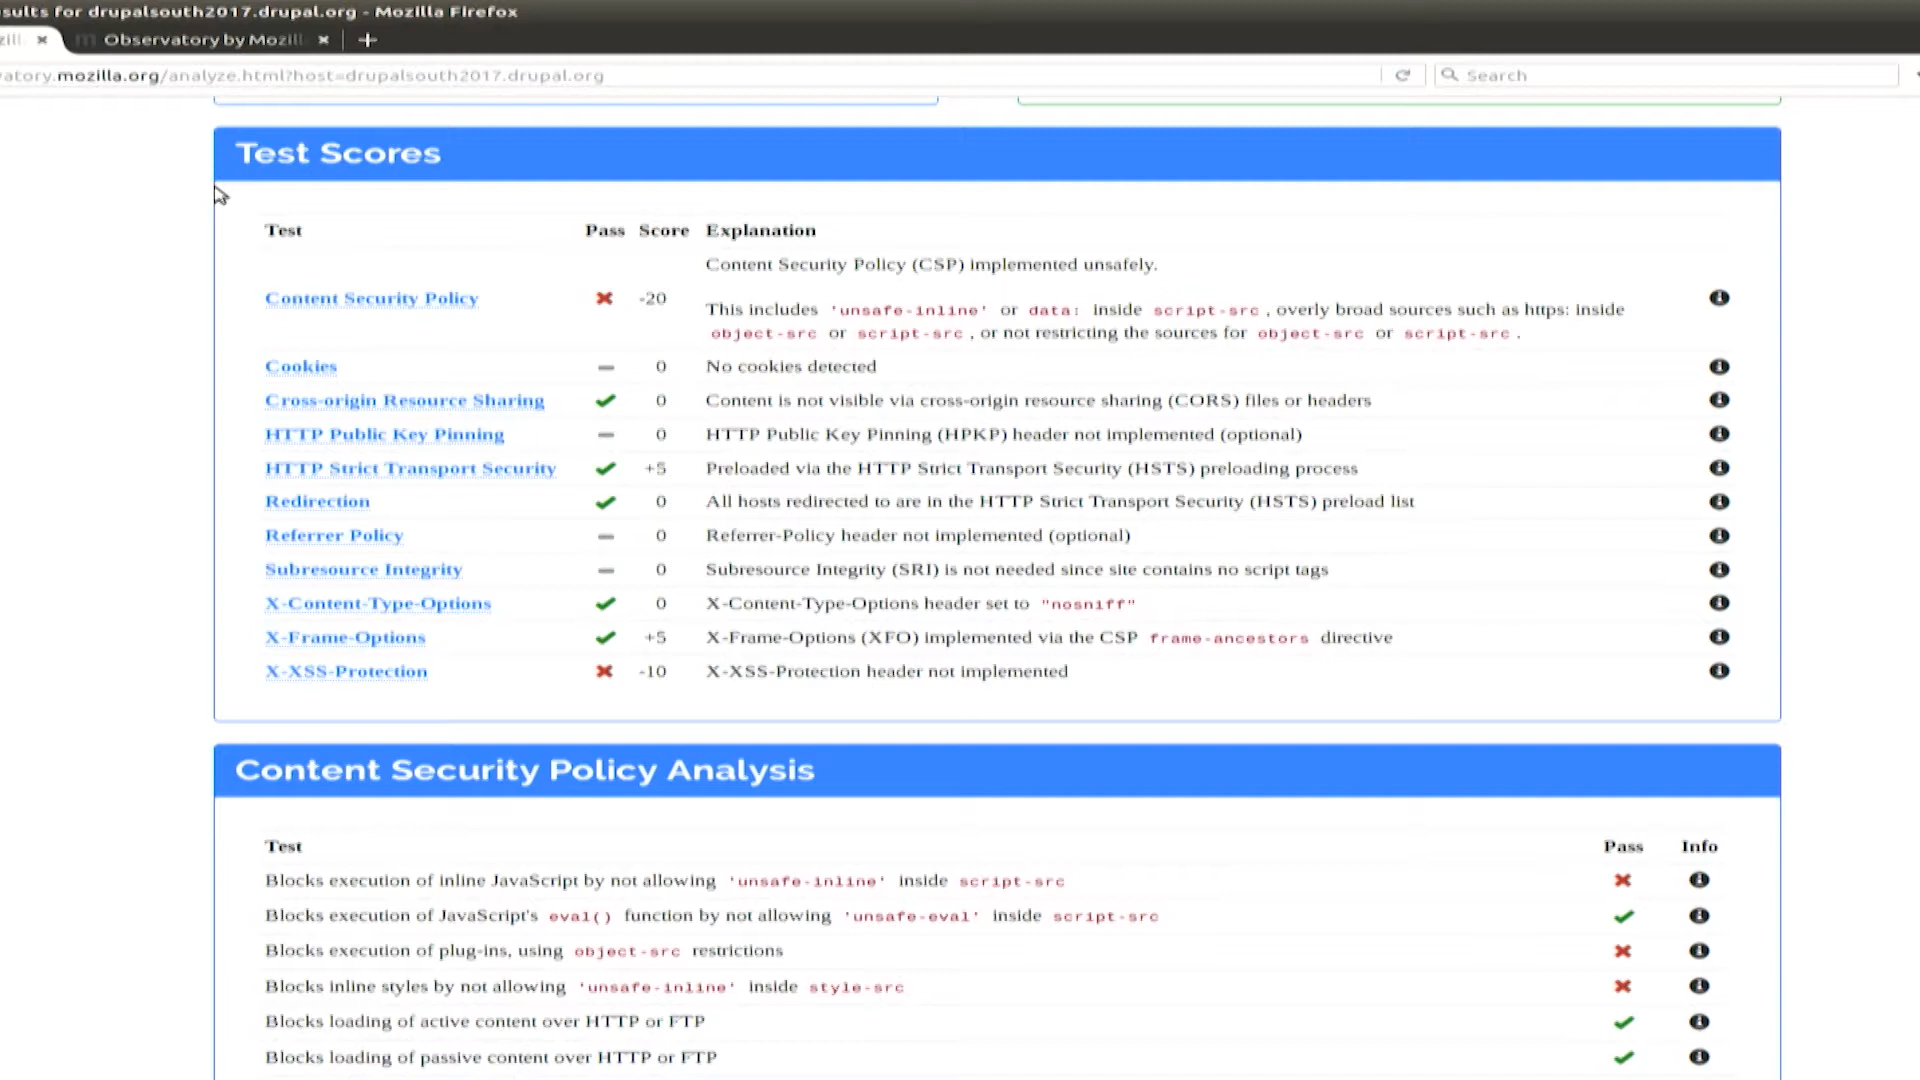 sults for drupalsouth2017.drupal.org - Mozilla Firefox
Observatory by Mozill
atory.mozilla.org/analyze.html?host=drupalsouth2017.drupal.org
Search
Test Scores
Test Pass Score Explanation
Content Security Policy (CSP) implemented unsafely.
Content Security Policy -20
This includes 'unsafe-inline' or data: inside script-src , overly broad sources such as https: inside
object-src or script-src , or not restricting the sources for object-src or script-src .
Cookies 0 No cookies detected
Cross-origin Resource Sharing 0 Content is not visible via cross-origin resource sharing (CORS) files or headers
HTTP Public Key Pinning 0 HTTP Public Key Pinning (HPKP) header not implemented (optional)
HTTP Strict Transport Security +5 Preloaded via the HTTP Strict Transport Security (HSTS) preloading process
Redirection 0 All hosts redirected to are in the HTTP Strict Transport Security (HSTS) preload list
Referrer Policy 0 Referrer-Policy header not implemented (optional)
Subresource Integrity 0 Subresource Integrity (SRI) is not needed since site contains no script tags
X-Content-Type-Options 0 X-Content-Type-Options header set to "nosniff"
X-Frame-Options +5 X-Frame-Options (XFO) implemented via the CSP frame-ancestors directive
X-XSS-Protection -10 X-XSS-Protection header not implemented
Content Security Policy Analysis
Test Pass Info
Blocks execution of inline JavaScript by not allowing 'unsafe-inline' inside script-src
Blocks execution of JavaScript's eval() function by not allowing 'unsafe-eval' inside script-src
Blocks execution of plug-ins, using object-src restrictions
Blocks inline styles by not allowing 'unsafe-inline' inside style-src
Blocks loading of active content over HTTP or FTP
Blocks loading of passive content over HTTP or FTP